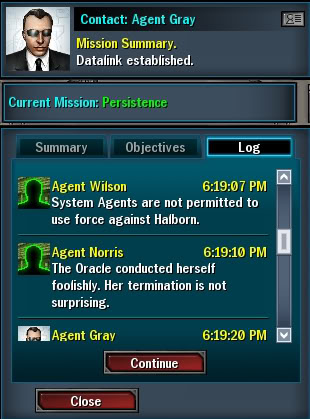 Contact: Agent Gray
Mission Summary.
Datalink established.
Current Mission: Persistence
Summary Objectives Log
Agent Wilson 6:19:07 PM
System Agents are not permitted to
use force against Halborn.
Agent Norris 6:19:10 PM
The Oracle conducted herself
foolishly. Her termination is not
surprising.
Agent Gray 6:19:20 PM
Continue
Close